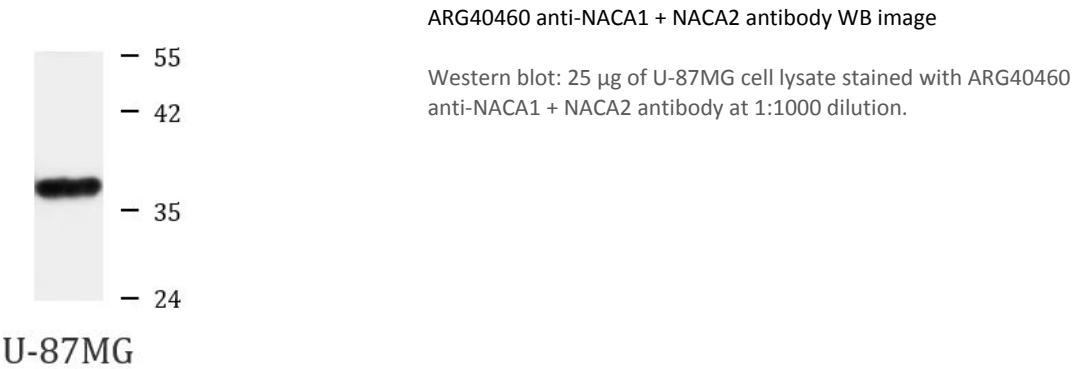 ARG40460 anti-NACA1 + NACA2 antibody WB image
Western blot: 25 µg of U-87MG cell lysate stained with ARG40460
anti-NACA1 + NACA2 antibody at 1:1000 dilution.
55
42
35
24
U-87MG